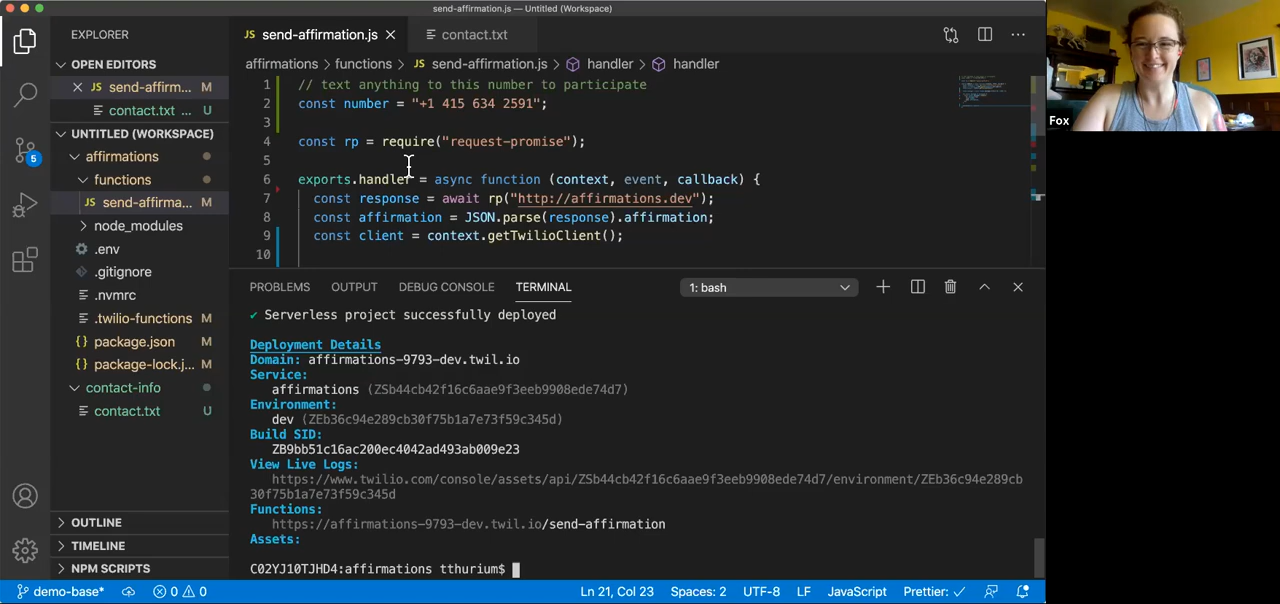 send-affirmation.js — Untitled (Workspace)
EXPLORER
OPEN EDITORS
JS send-affirm... M
contact.txt ... U
UNTITLED (WORKSPACE)
affirmations
functions
JS send-affirma... M
node_modules
.env
.gitignore
.nvmrc
.twilio-functions M
{} package.json M
{} package-lock.j... M
contact-info
contact.txt U
OUTLINE
TIMELINE
NPM SCRIPTS
5
JS send-affirmation.js
contact.txt
affirmations > functions > JS send-affirmation.js > handler > handler
1 // text anything to this number to participate
2 const number = "+1 415 634 2591";
3
4 const rp = require("request-promise");
5
6 exports.handler = async function (context, event, callback) {
7 const response = await rp("http://affirmations.dev");
8 const affirmation = JSON.parse(response).affirmation;
9 const client = context.getTwilioClient();
10
PROBLEMS OUTPUT DEBUG CONSOLE TERMINAL 1: bash
✔ Serverless project successfully deployed
Deployment Details
Domain: affirmations-9793-dev.twil.io
Service:
affirmations (ZSb44cb42f16c6aae9f3eeb9908ede74d7)
Environment:
dev (ZEb36c94e289cb30f75b1a7e73f59c345d)
Build SID:
ZB9bb51c16ac200ec4042ad493ab009e23
View Live Logs:
https://www.twilio.com/console/assets/api/ZSb44cb42f16c6aae9f3eeb9908ede74d7/environment/ZEb36c94e289cb
30f75b1a7e73f59c345d
Functions:
https://affirmations-9793-dev.twil.io/send-affirmation
Assets:
C02YJ10TJHD4:affirmations tthurium$
demo-base* 0 0 Ln 21, Col 23 Spaces: 2 UTF-8 LF JavaScript Prettier: ✓
Fox